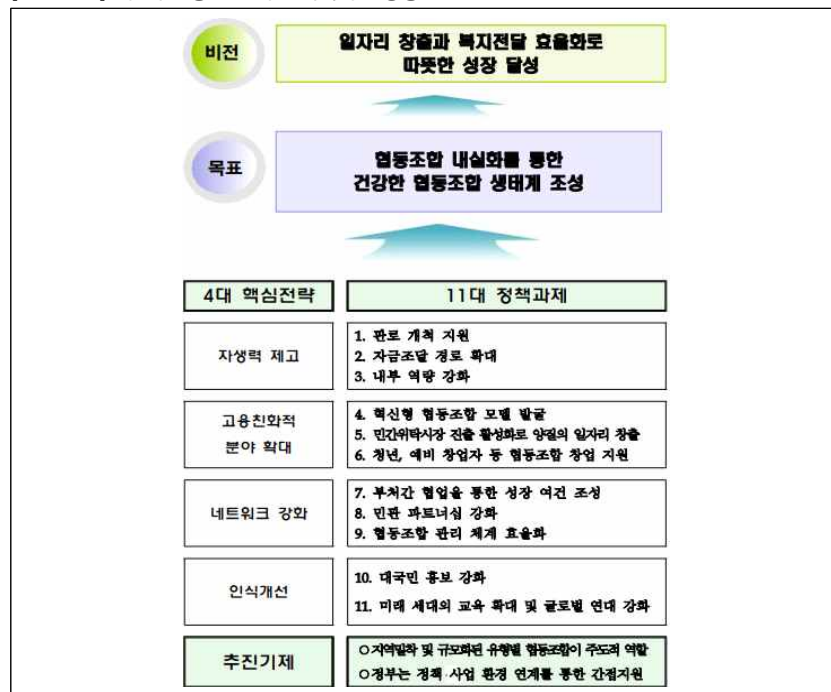 비전
일자리 창출과 복지전달 효율화로
따뜻한 성장 달성
목표
협동조합 내실화를 통한
건강한 협동조합 생태계 조성
4대 핵심전략
11대 정책과제
자생력 제고
1. 판로 개척 지원
2. 자금조달 경로 확대
3. 내부 역량 강화
고용친화적
분야 확대
4. 혁신형 협동조합 모델 발굴
5. 민간위탁시장 진출 활성화로 양질의 일자리 창출
6. 청년, 예비 창업자 등 협동조합 창업 지원
네트워크 강화
7. 부처간 협업을 통한 성장 여건 조성
8. 민관 파트너십 강화
9. 협동조합 관리 체계 효율화
인식개선
10. 대국민 홍보 강화
11. 미래 세대의 교육 확대 및 글로벌 연대 강화
추진기제
○지역밀착 및 규모화된 유형별 협동조합이 주도적 역할
○정부는 정책·사업 환경 연계를 통한 간접지원